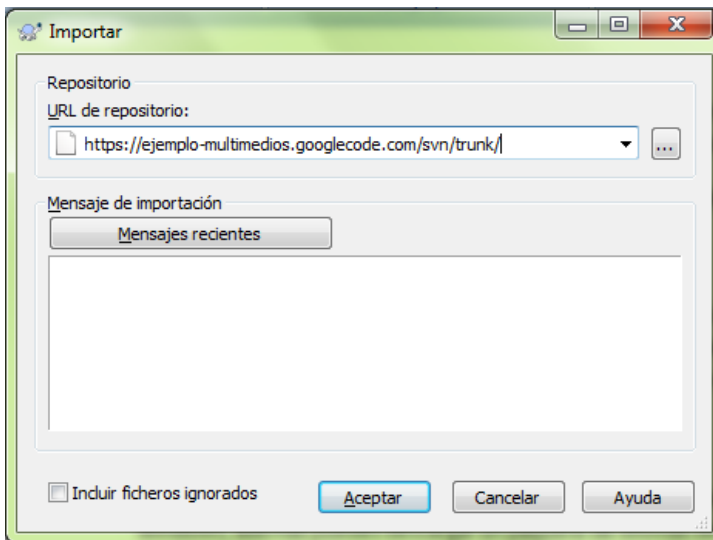 Importar
Repositorio
URL de repositorio:
https://ejemplo-multimedios.googlecode.com/svn/trunk/
...
Mensaje de importación
Mensajes recientes
Incluir ficheros ignorados
Aceptar
Cancelar
Ayuda